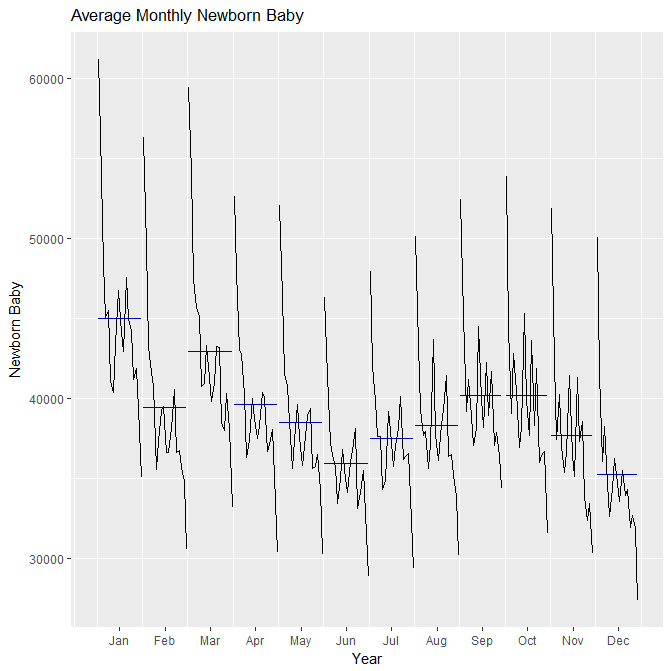 Average Monthly Newborn Baby
Newborn Baby
60000
50000
40000
30000
Jan Feb Mar Apr May Jun Jul Aug Sep Oct Nov Dec
Year